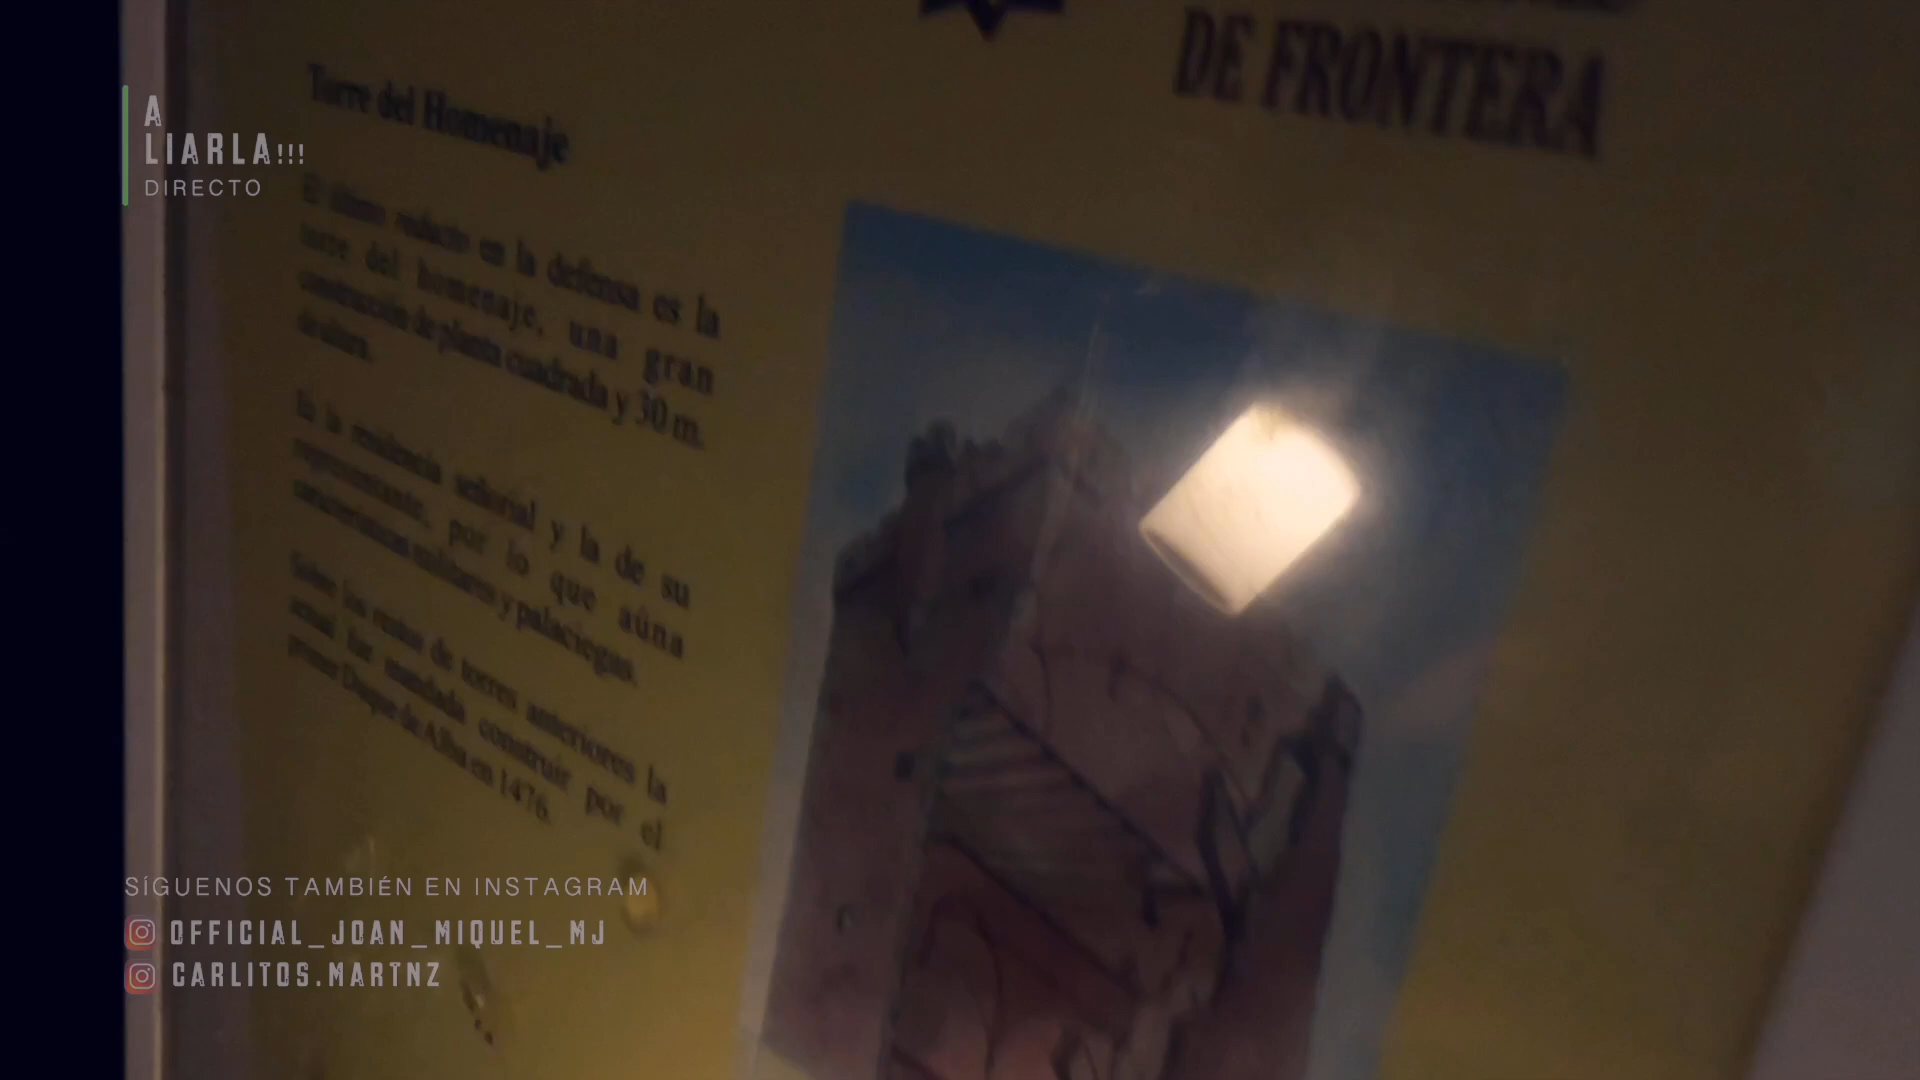 DE FRONTERA
Torre del Homenaje
El último reducto en la defensa es la
torre del homenaje, una gran
construcción de planta cuadrada y 30 m.
de altura.
Es la residencia señorial y la de su
representante, por lo que aúna
características militares y palaciegas.
Sobre los restos de torres anteriores la
actual fue mandada construir por el
primer Duque de Alba en 1476.
A
LIARLA!!!
DIRECTO
SÍGUENOS TAMBIÉN EN INSTAGRAM
OFFICIAL_JOAN_MIQUEL_MJ
CARLITOS.MARTNZ